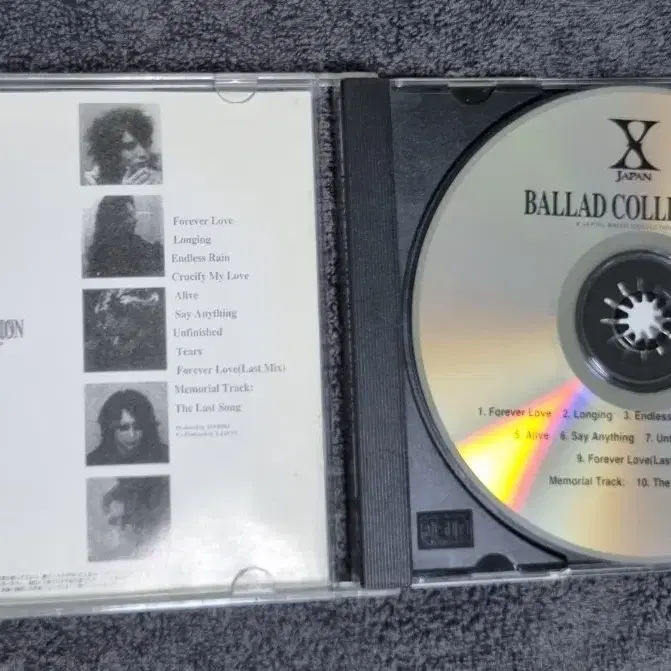 ION
Forever Love
Longing
Endless Rain
Crucify My Love
Alive
Say Anything
Unfinished
Tears
Forever Love(Last Mix)
Memorial Track:
The Last Song
X
JAPAN
BALLAD COLLE
1. Forever Love 2. Longing 3. Endless
5. Alive 6. Say Anything 7. Un
9. Forever Love(Las
Memorial Track: 10. The